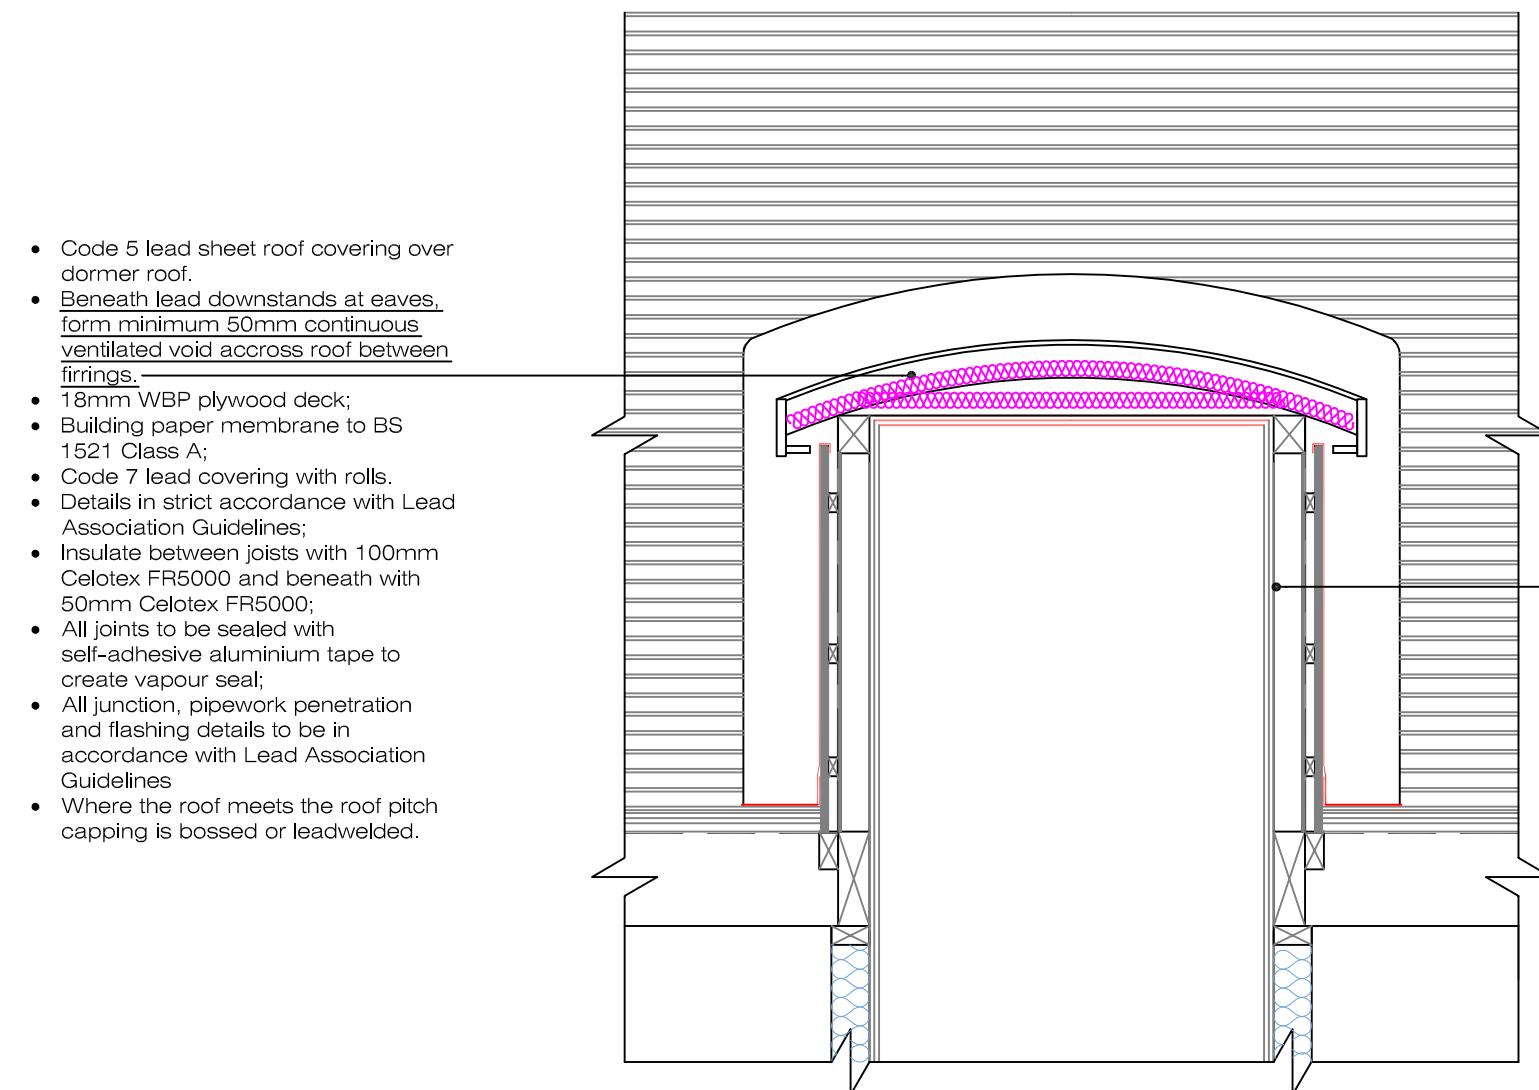 • Code 5 lead sheet roof covering over
dormer roof.
• Beneath lead downstands at eaves,
form minimum 50mm continuous
ventilated void accross roof between
firrings.
• 18mm WBP plywood deck;
• Building paper membrane to BS
1521 Class A;
• Code 7 lead covering with rolls.
• Details in strict accordance with Lead
Association Guidelines;
• Insulate between joists with 100mm
Celotex FR5000 and beneath with
50mm Celotex FR5000;
• All joints to be sealed with
self-adhesive aluminium tape to
create vapour seal;
• All junction, pipework penetration
and flashing details to be in
accordance with Lead Association
Guidelines
• Where the roof meets the roof pitch
capping is bossed or leadwelded.